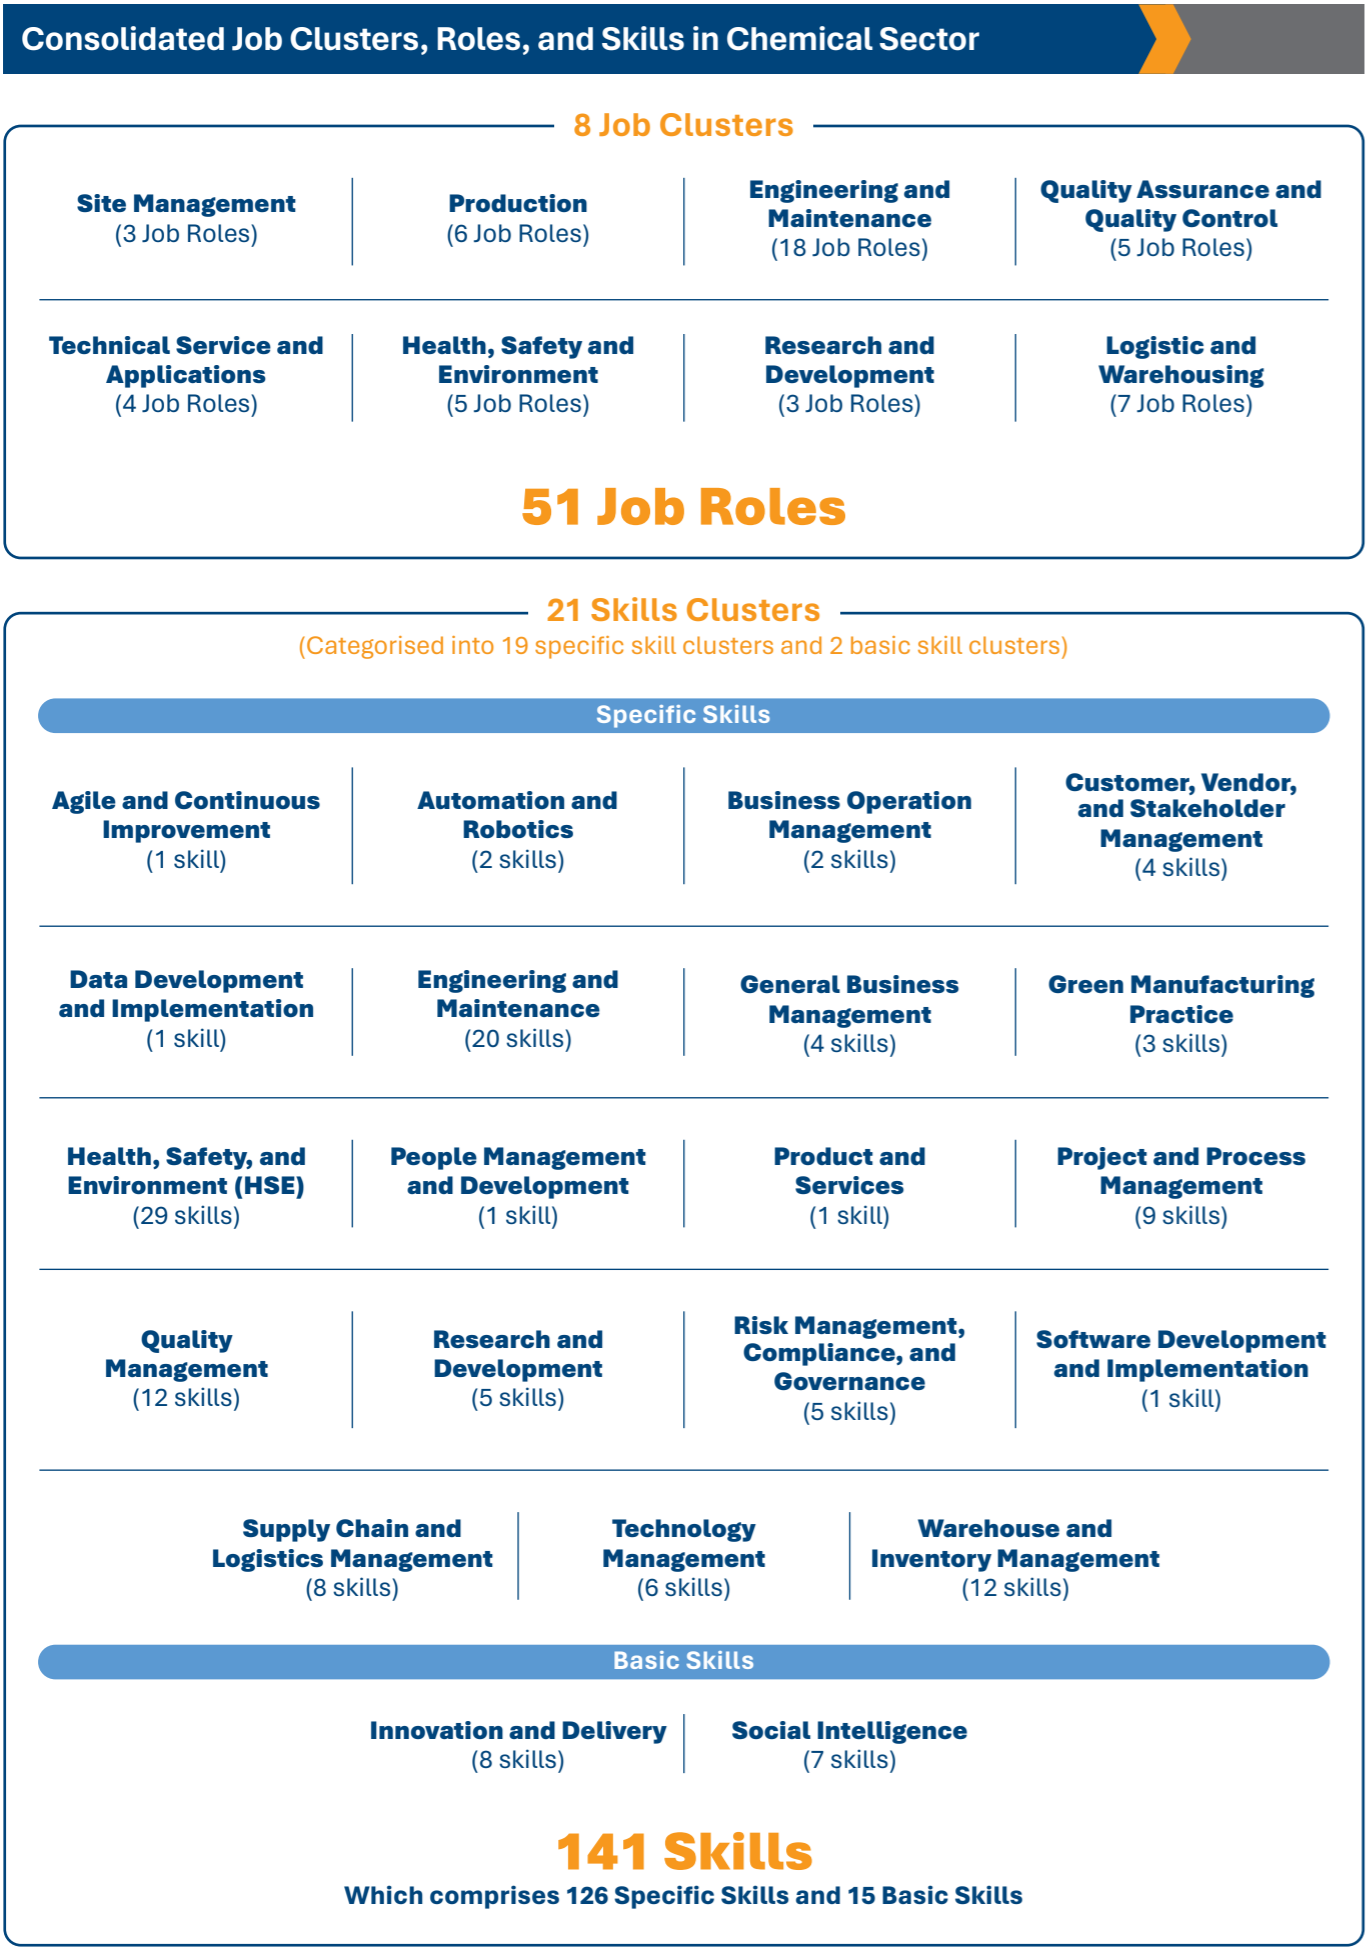 Consolidated Job Clusters, Roles, and Skills in Chemical Sector
8 Job Clusters
Site Management
(3 Job Roles)
Production
(6 Job Roles)
Engineering and
Maintenance
(18 Job Roles)
Quality Assurance and
Quality Control
(5 Job Roles)
Technical Service and
Applications
(4 Job Roles)
Health, Safety and
Environment
(5 Job Roles)
Research and
Development
(3 Job Roles)
Logistic and
Warehousing
(7 Job Roles)
51 Job Roles
21 Skills Clusters
(Categorised into 19 specific skill clusters and 2 basic skill clusters)
Specific Skills
Agile and Continuous
Improvement
(1 skill)
Automation and
Robotics
(2 skills)
Business Operation
Management
(2 skills)
Customer, Vendor,
and Stakeholder
Management
(4 skills)
Data Development
and Implementation
(1 skill)
Engineering and
Maintenance
(20 skills)
General Business
Management
(4 skills)
Green Manufacturing
Practice
(3 skills)
Health, Safety, and
Environment (HSE)
(29 skills)
People Management
and Development
(1 skill)
Product and
Services
(1 skill)
Project and Process
Management
(9 skills)
Quality
Management
(12 skills)
Research and
Development
(5 skills)
Risk Management,
Compliance, and
Governance
(5 skills)
Software Development
and Implementation
(1 skill)
Supply Chain and
Logistics Management
(8 skills)
Technology
Management
(6 skills)
Warehouse and
Inventory Management
(12 skills)
Basic Skills
Innovation and Delivery
(8 skills)
Social Intelligence
(7 skills)
141 Skills
Which comprises 126 Specific Skills and 15 Basic Skills